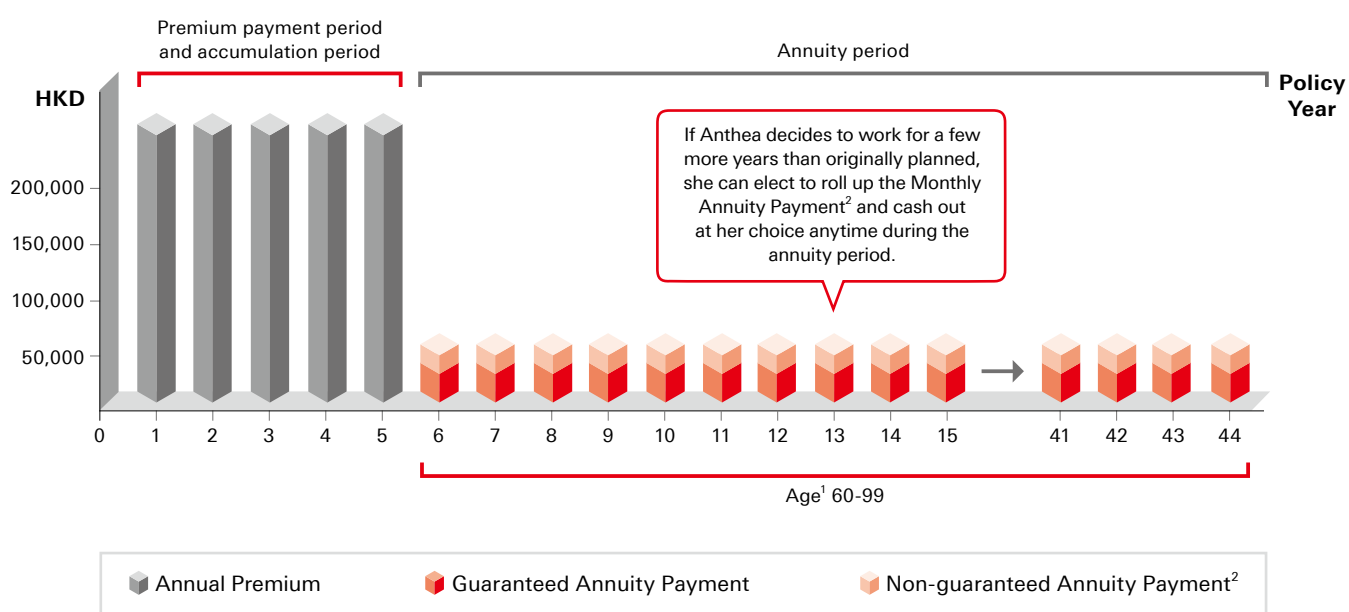 Premium payment period
and accumulation period
Annuity period
HKD
Policy
Year
If Anthea decides to work for a few
more years than originally planned,
she can elect to roll up the Monthly
Annuity Payment² and cash out
at her choice anytime during the
annuity period.
200,000
150,000
100,000
50,000
0 1 2 3 4 5 6 7 8 9 10 11 12 13 14 15 41 42 43 44
Age¹ 60-99
Annual Premium Guaranteed Annuity Payment Non-guaranteed Annuity Payment²